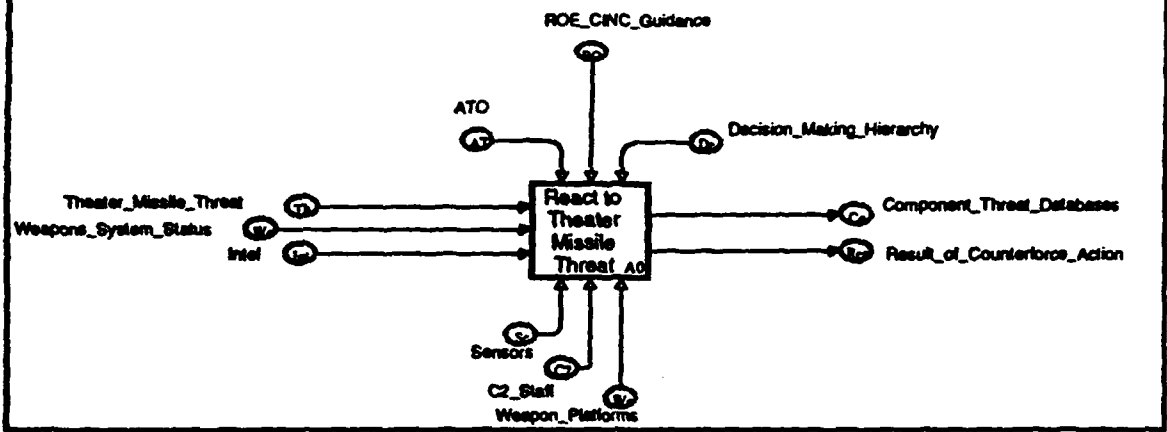 ROE_CINC_Guidance
ATO
Decision_Making_Hierarchy
Theater_Missile_Threat
Weapons_System_Status
Intel
React to
Theater
Missile
Threat A0
Component_Threat_Databases
Result_of_Counterforce_Action
Sensors
C2_Staff
Weapon_Platforms